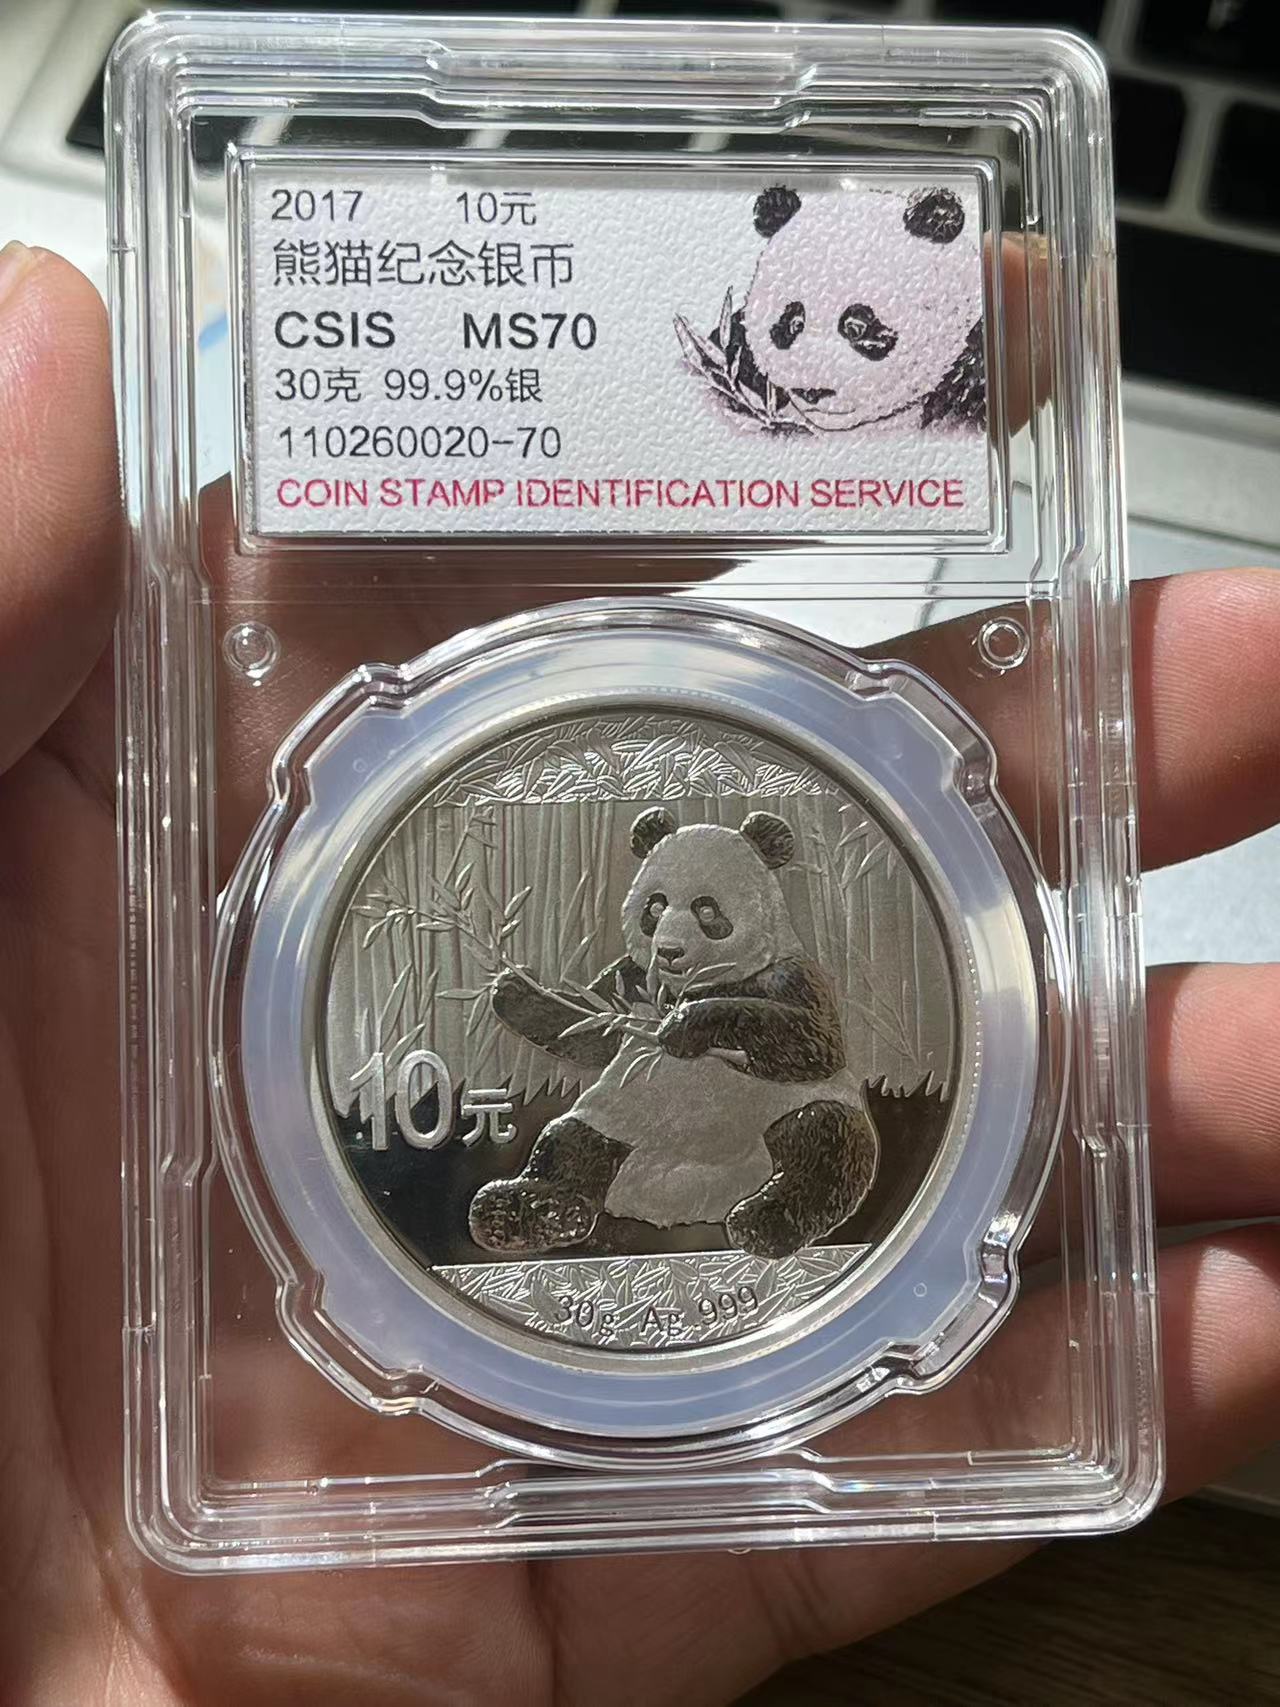 2017 10元
熊猫纪念银币
CSIS MS70
30克 99.9%银
110260020-70
COIN STAMP IDENTIFICATION SERVICE
10元
30g Ag.999